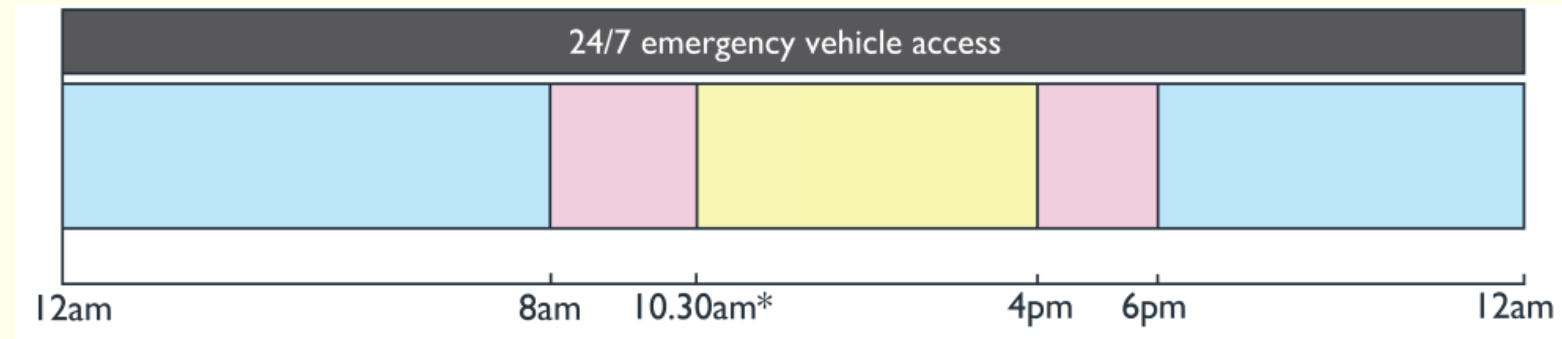 24/7 emergency vehicle access
12am 8am 10.30am* 4pm 6pm 12am